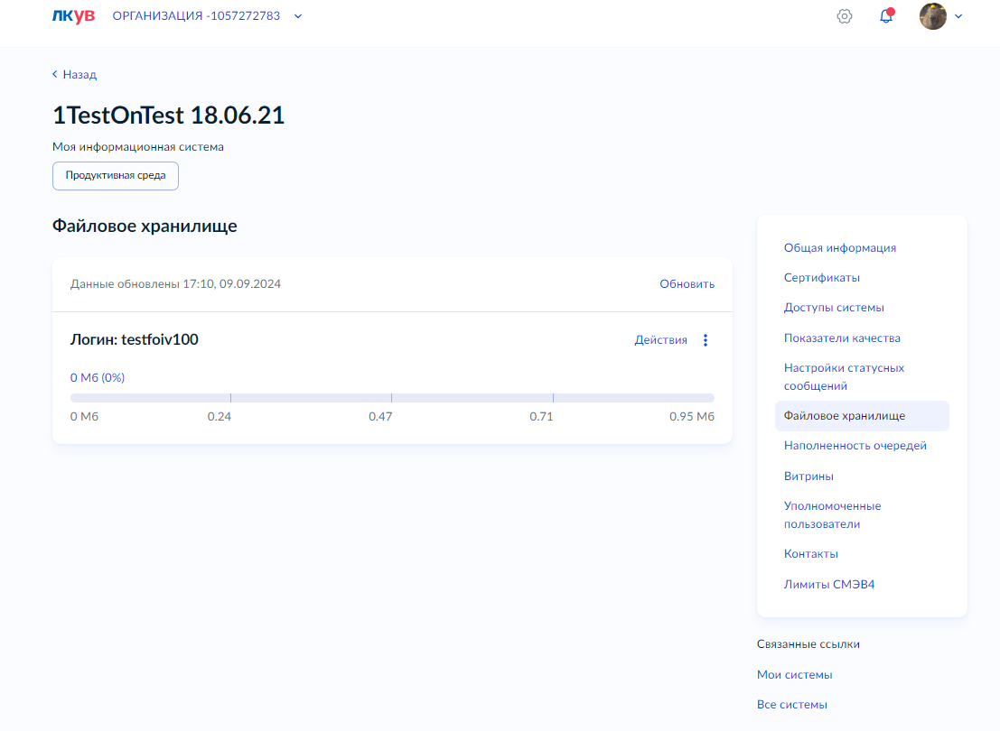 ЛКУВ ОРГАНИЗАЦИЯ -1057272783
Назад
1TestOnTest 18.06.21
Моя информационная система
Продуктивная среда
Файловое хранилище
Данные обновлены 17:10, 09.09.2024 Обновить
Логин: testfoiv100 Действия
0 Мб (0%)
0 Мб 0.24 0.47 0.71 0.95 Мб
Общая информация
Сертификаты
Доступы системы
Показатели качества
Настройки статусных
сообщений
Файловое хранилище
Наполненность очередей
Витрины
Уполномоченные
пользователи
Контакты
Лимиты СМЭВ4
Связанные ссылки
Мои системы
Все системы